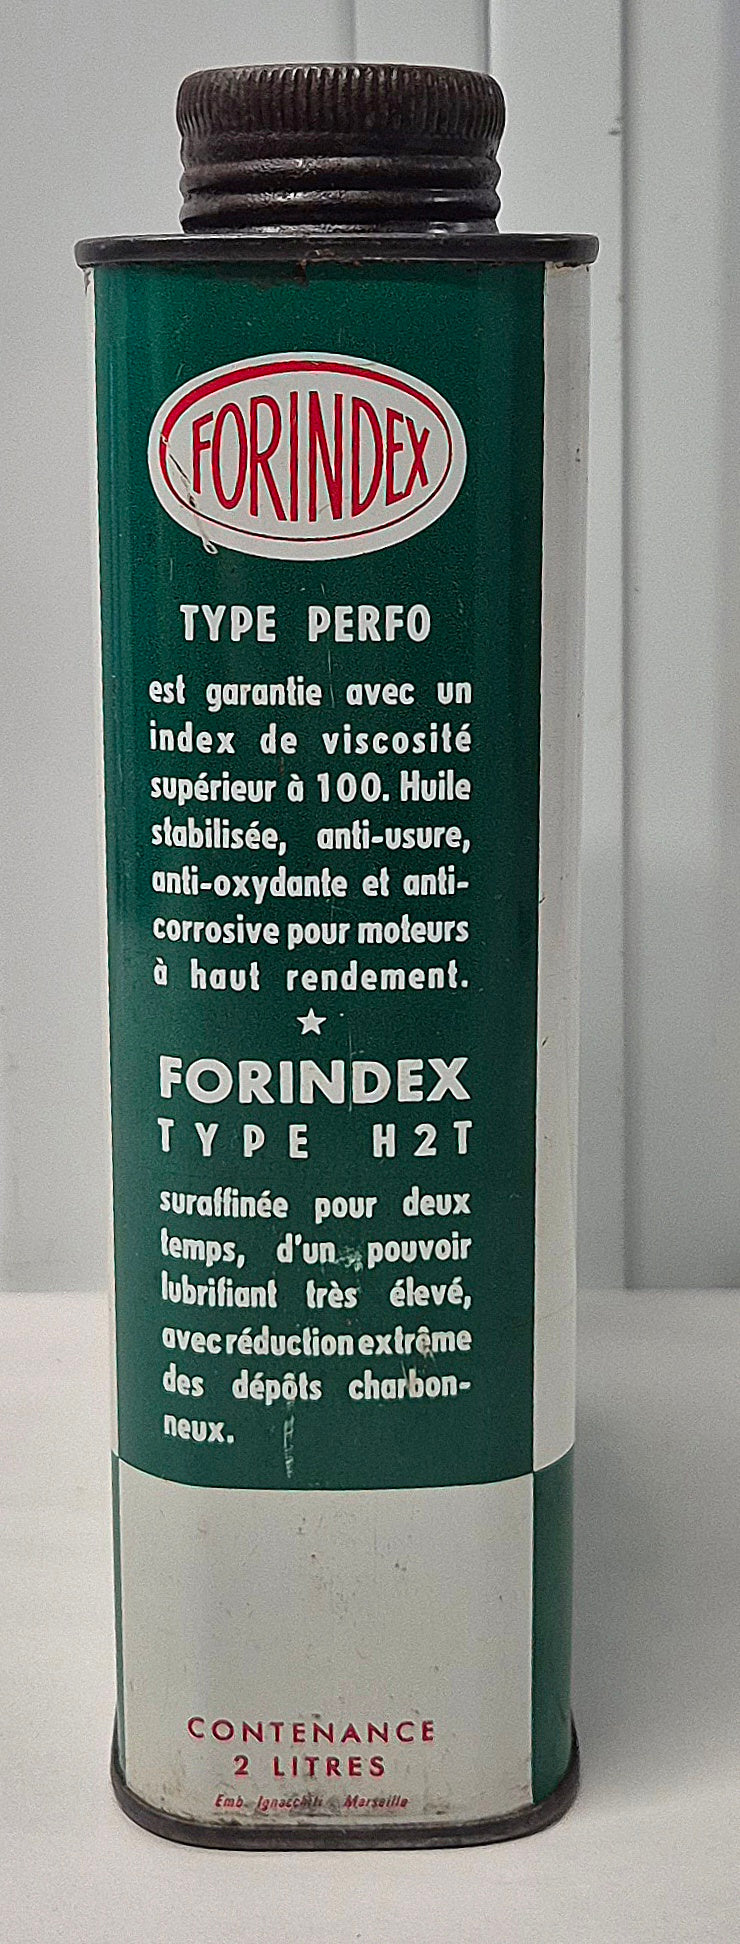 FORINDEX
TYPE PERFO
est garantie avec un
index de viscosité
supérieur à 100. Huile
stabilisée, anti-usure,
anti-oxydante et anti-
corrosive pour moteurs
à haut rendement.
FORINDEX
TYPE H2T
suraffinée pour deux
temps, d'un pouvoir
lubrifiant très élevé,
avec réduction extrême
des dépôts charbon-
neux.
CONTENANCE
2 LITRES
Emb. Marseille